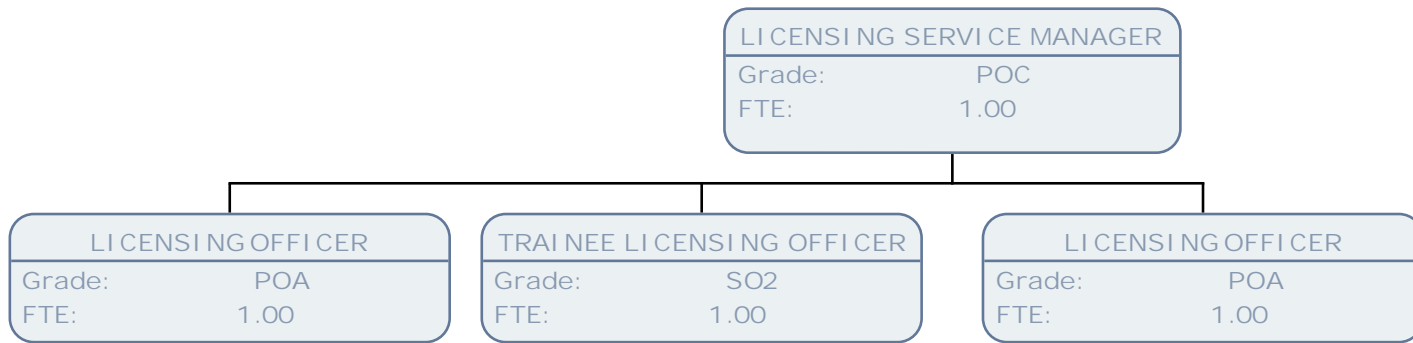 LICENSING SERVICE MANAGER
Grade: POC
FTE: 1.00
LICENSING OFFICER
Grade: POA
FTE: 1.00
TRAINEE LICENSING OFFICER
Grade: SO2
FTE: 1.00
LICENSING OFFICER
Grade: POA
FTE: 1.00